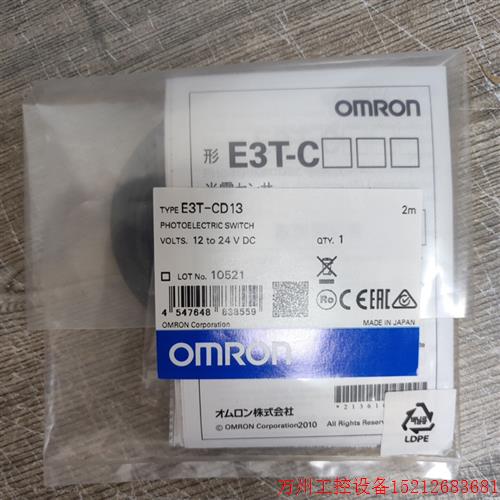 OMRON
形 E3T-C□□□
TYPE E3T-CD13 2m
PHOTOELECTRIC SWITCH
VOLTS. 12 to 24 V DC QTY. 1
LOT No. 10521
4 547648 838559
OMRON Corporation
MADE IN JAPAN
OMRON
オムロン株式会社
© OMRON Corporation2010 All Rights Reserved
LDPE
万州工控设备15212683681